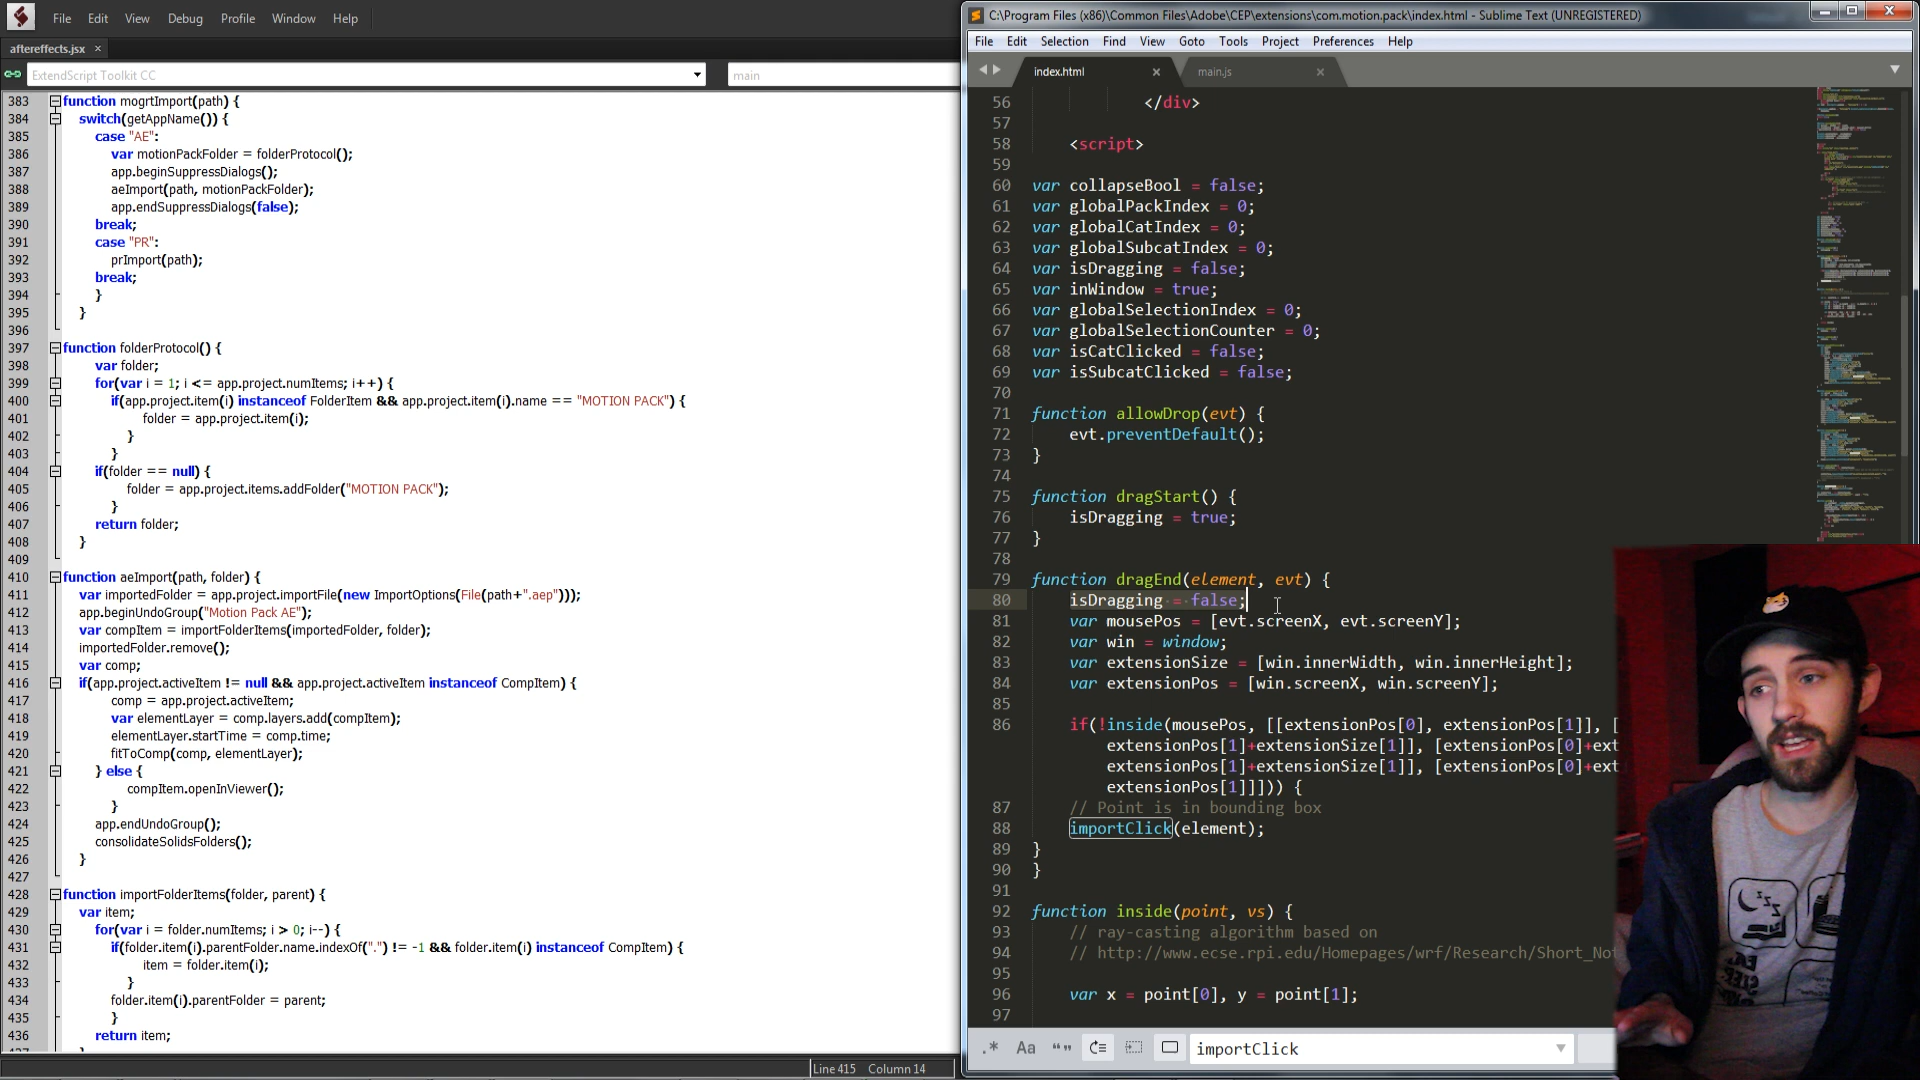 File Edit View Debug Profile Window Help
aftereffects.jsx ×
ExtendScript Toolkit CC
main
383 function mogrtImport(path) {
384 switch(getAppName()) {
385 case "AE":
386 var motionPackFolder = folderProtocol();
387 app.beginSuppressDialogs();
388 aeImport(path, motionPackFolder);
389 app.endSuppressDialogs(false);
390 break;
391 case "PR":
392 prImport(path);
393 break;
394 }
395 }
396
397 function folderProtocol() {
398 var folder;
399 for(var i = 1; i <= app.project.numItems; i++) {
400 if(app.project.item(i) instanceof FolderItem && app.project.item(i).name == "MOTION PACK") {
401 folder = app.project.item(i);
402 }
403 }
404 if(folder == null) {
405 folder = app.project.items.addFolder("MOTION PACK");
406 }
407 return folder;
408 }
409
410 function aeImport(path, folder) {
411 var importedFolder = app.project.importFile(new ImportOptions(File(path+".aep")));
412 app.beginUndoGroup("Motion Pack AE");
413 var compItem = importFolderItems(importedFolder, folder);
414 importedFolder.remove();
415 var comp;
416 if(app.project.activeItem != null && app.project.activeItem instanceof CompItem) {
417 comp = app.project.activeItem;
418 var elementLayer = comp.layers.add(compItem);
419 elementLayer.startTime = comp.time;
420 fitToComp(comp, elementLayer);
421 } else {
422 compItem.openInViewer();
423 }
424 app.endUndoGroup();
425 consolidateSolidsFolders();
426 }
427
428 function importFolderItems(folder, parent) {
429 var item;
430 for(var i = folder.numItems; i > 0; i--) {
431 if(folder.item(i).parentFolder.name.indexOf(".") != -1 && folder.item(i) instanceof CompItem) {
432 item = folder.item(i);
433 }
434 folder.item(i).parentFolder = parent;
435 }
436 return item;
Line 415 Column 14
C:\Program Files (x86)\Common Files\Adobe\CEP\extensions\com.motion.pack\index.html - Sublime Text (UNREGISTERED)
File Edit Selection Find View Goto Tools Project Preferences Help
index.html × main.js ×
56 </div>
57
58 <script>
59
60 var collapseBool = false;
61 var globalPackIndex = 0;
62 var globalCatIndex = 0;
63 var globalSubcatIndex = 0;
64 var isDragging = false;
65 var inWindow = true;
66 var globalSelectionIndex = 0;
67 var globalSelectionCounter = 0;
68 var isCatClicked = false;
69 var isSubcatClicked = false;
70
71 function allowDrop(evt) {
72 evt.preventDefault();
73 }
74
75 function dragStart() {
76 isDragging = true;
77 }
78
79 function dragEnd(element, evt) {
80 isDragging = false;
81 var mousePos = [evt.screenX, evt.screenY];
82 var win = window;
83 var extensionSize = [win.innerWidth, win.innerHeight];
84 var extensionPos = [win.screenX, win.screenY];
85
86 if(!inside(mousePos, [[extensionPos[0], extensionPos[1]], [
extensionPos[1]+extensionSize[1]], [extensionPos[0]+ext
extensionPos[1]+extensionSize[1]], [extensionPos[0]+ext
extensionPos[1]]])) {
87 // Point is in bounding box
88 importClick(element);
89 }
90 }
91
92 function inside(point, vs) {
93 // ray-casting algorithm based on
94 // http://www.ecse.rpi.edu/Homepages/wrf/Research/Short_Not
95
96 var x = point[0], y = point[1];
97
.* Aa “” importClick